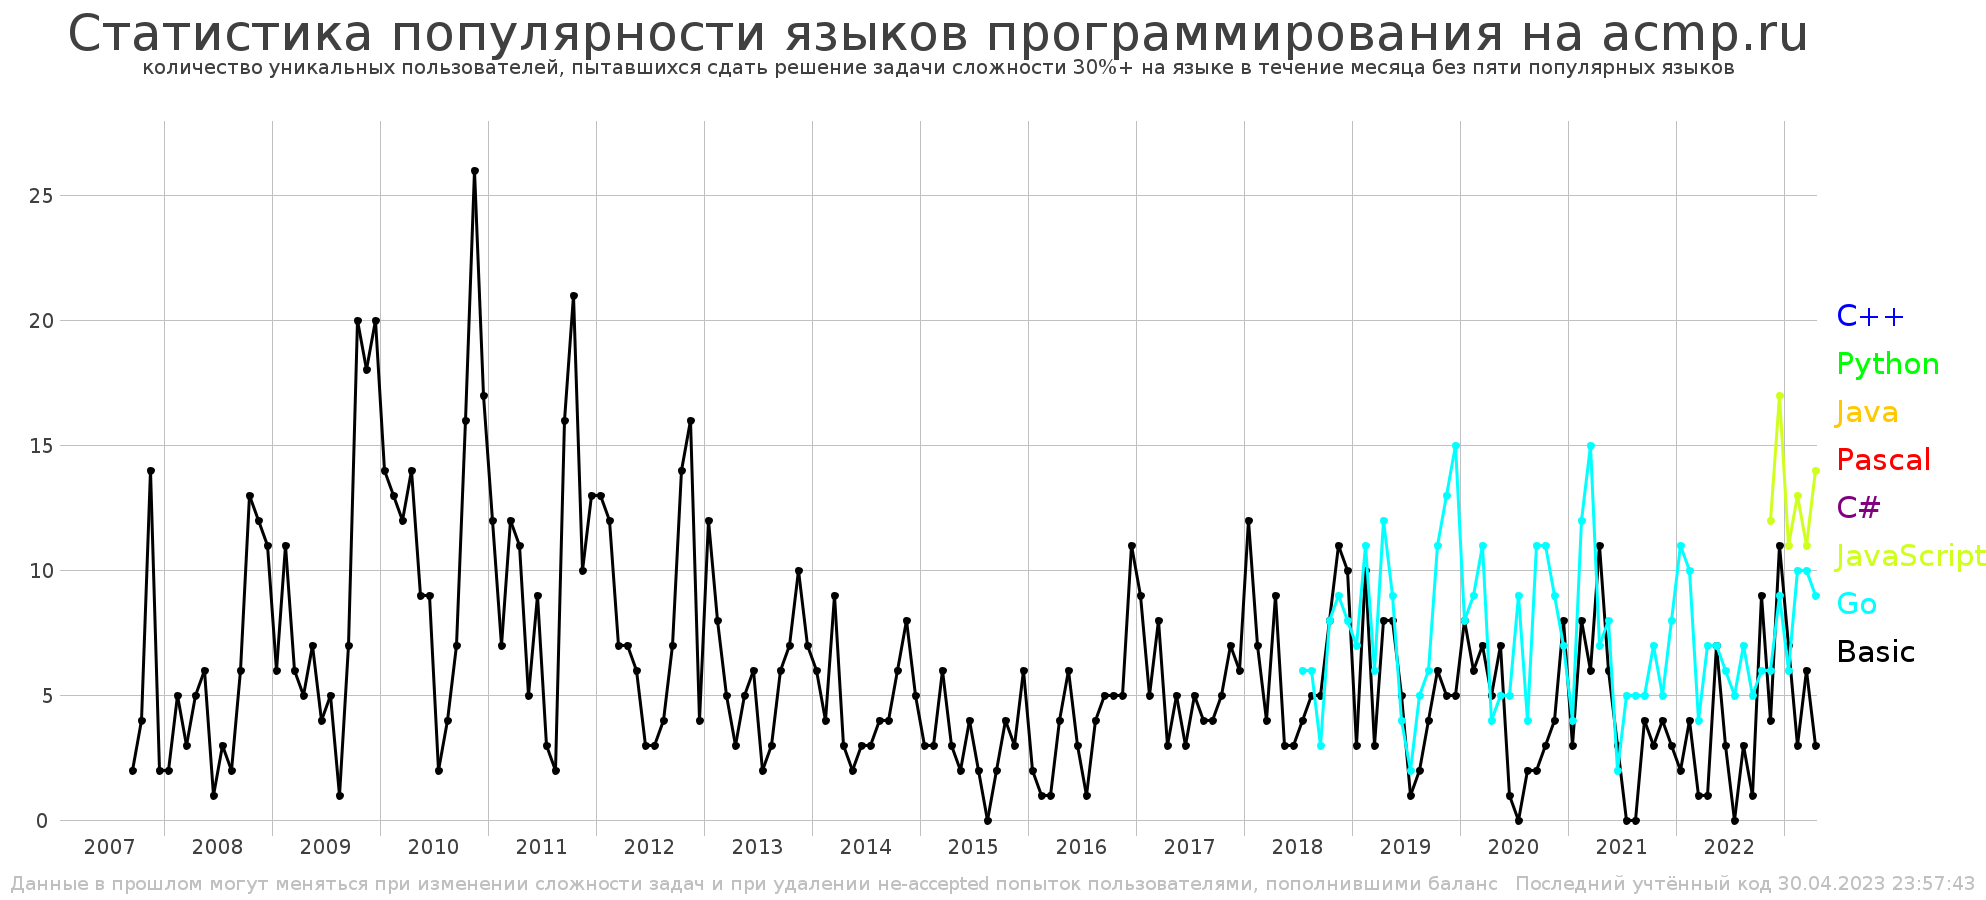 Статистика популярности языков программирования на acmp.ru
количество уникальных пользователей, пытавшихся сдать решение задачи сложности 30%+ на языке в течение месяца без пяти популярных языков
25
20
15
10
5
0
C++
Python
Java
Pascal
C#
JavaScript
Go
Basic
2007 2008 2009 2010 2011 2012 2013 2014 2015 2016 2017 2018 2019 2020 2021 2022
Данные в прошлом могут меняться при изменении сложности задач и при удалении не-accepted попыток пользователями, пополнившими баланс Последний учтённый код 30.04.2023 23:57:43